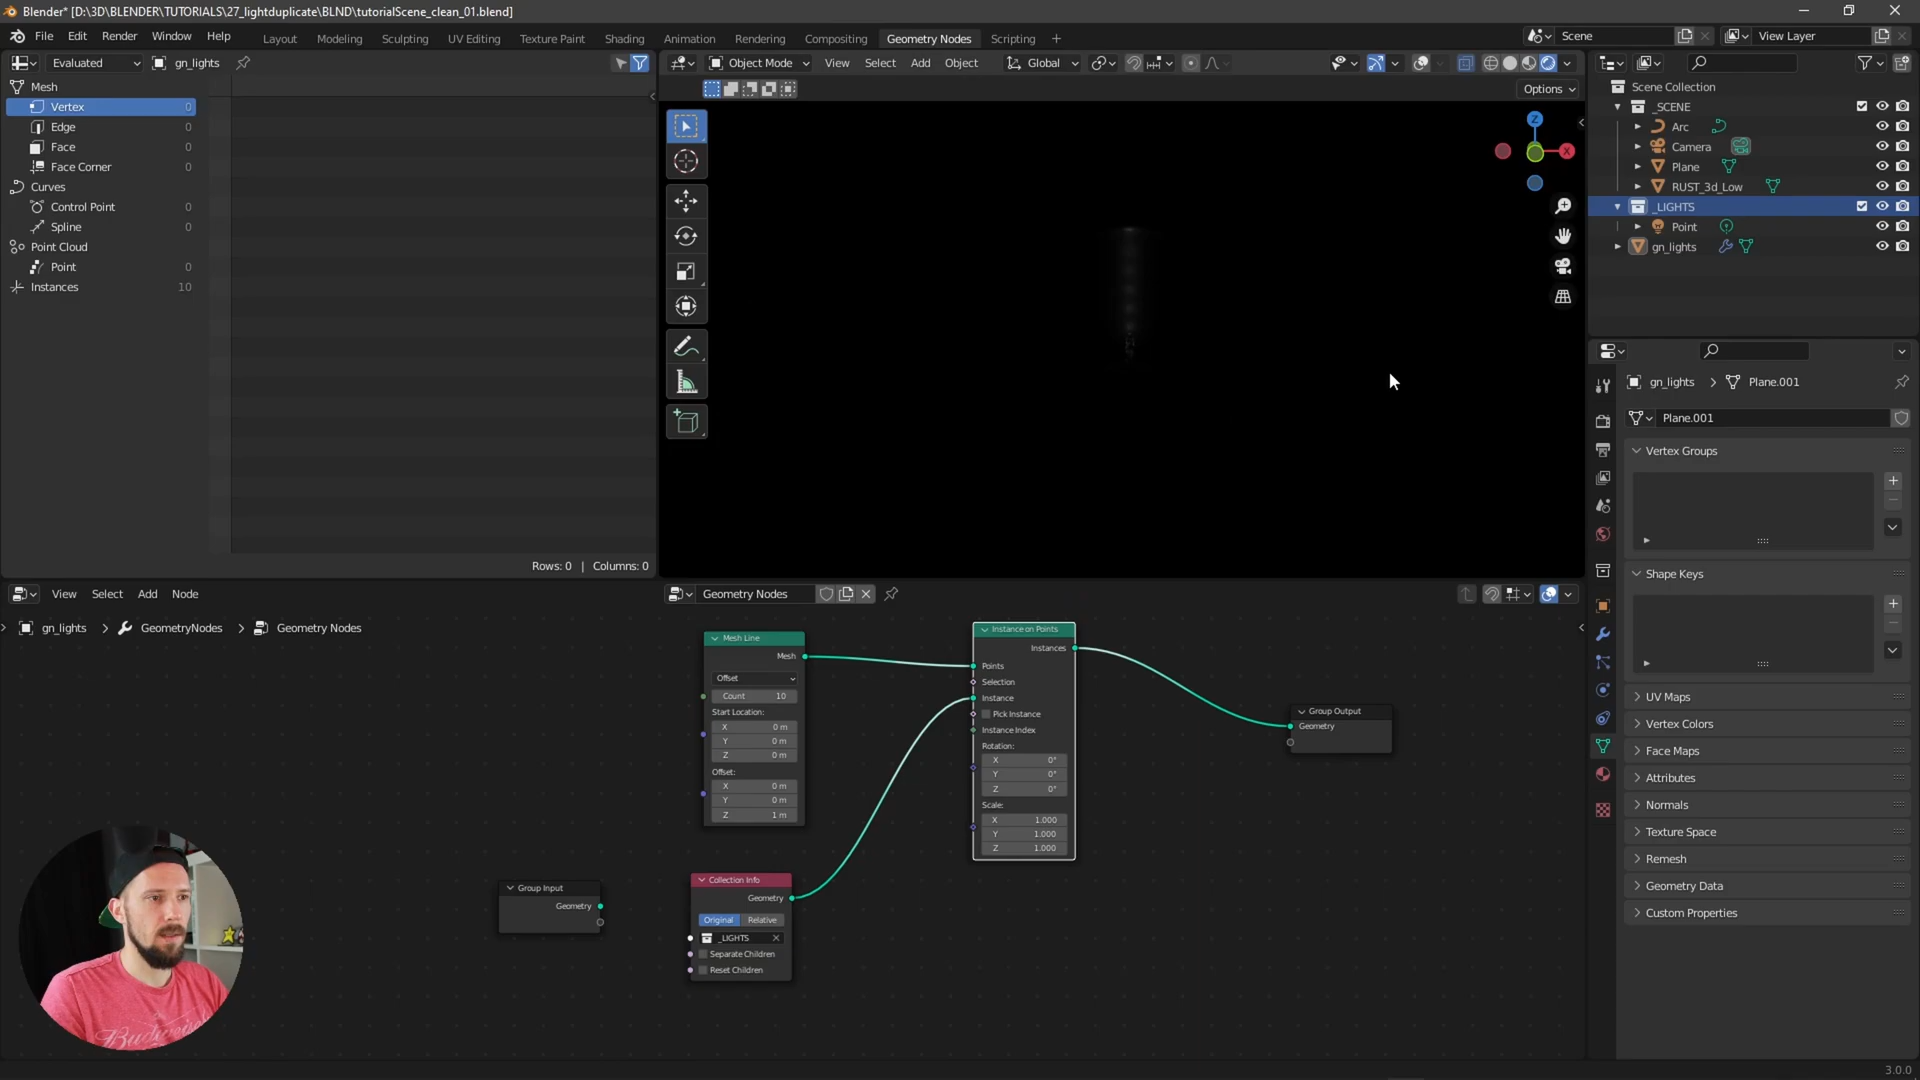 Blender* [D:\3D\BLENDER\TUTORIALS\27_lightduplicate\BLND\tutorialScene_clean_01.blend]
File Edit Render Window Help
Layout Modeling Sculpting UV Editing Texture Paint Shading Animation Rendering Compositing Geometry Nodes Scripting +
Scene
View Layer
Evaluated
gn_lights
Mesh
Vertex 0
Edge 0
Face 0
Face Corner 0
Curves
Control Point 0
Spline 0
Point Cloud
Point 0
Instances 10
Rows: 0 | Columns: 0
Object Mode View Select Add Object Global
Options
Z
X
Scene Collection
_SCENE
Arc
Camera
Plane
RUST_3d_Low
_LIGHTS
Point
gn_lights
gn_lights > Plane.001
Plane.001
Vertex Groups
Shape Keys
UV Maps
Vertex Colors
Face Maps
Attributes
Normals
Texture Space
Remesh
Geometry Data
Custom Properties
View Select Add Node
Geometry Nodes
gn_lights > GeometryNodes > Geometry Nodes
Mesh Line
Mesh
Offset
Count 10
Start Location:
X 0 m
Y 0 m
Z 0 m
Offset:
X 0 m
Y 0 m
Z 1 m
Instance on Points
Instances
Points
Selection
Instance
Pick Instance
Instance Index
Rotation:
X 0°
Y 0°
Z 0°
Scale:
X 1.000
Y 1.000
Z 1.000
Group Output
Geometry
Group Input
Geometry
Collection Info
Geometry
Original Relative
_LIGHTS
Separate Children
Reset Children
3.0.0